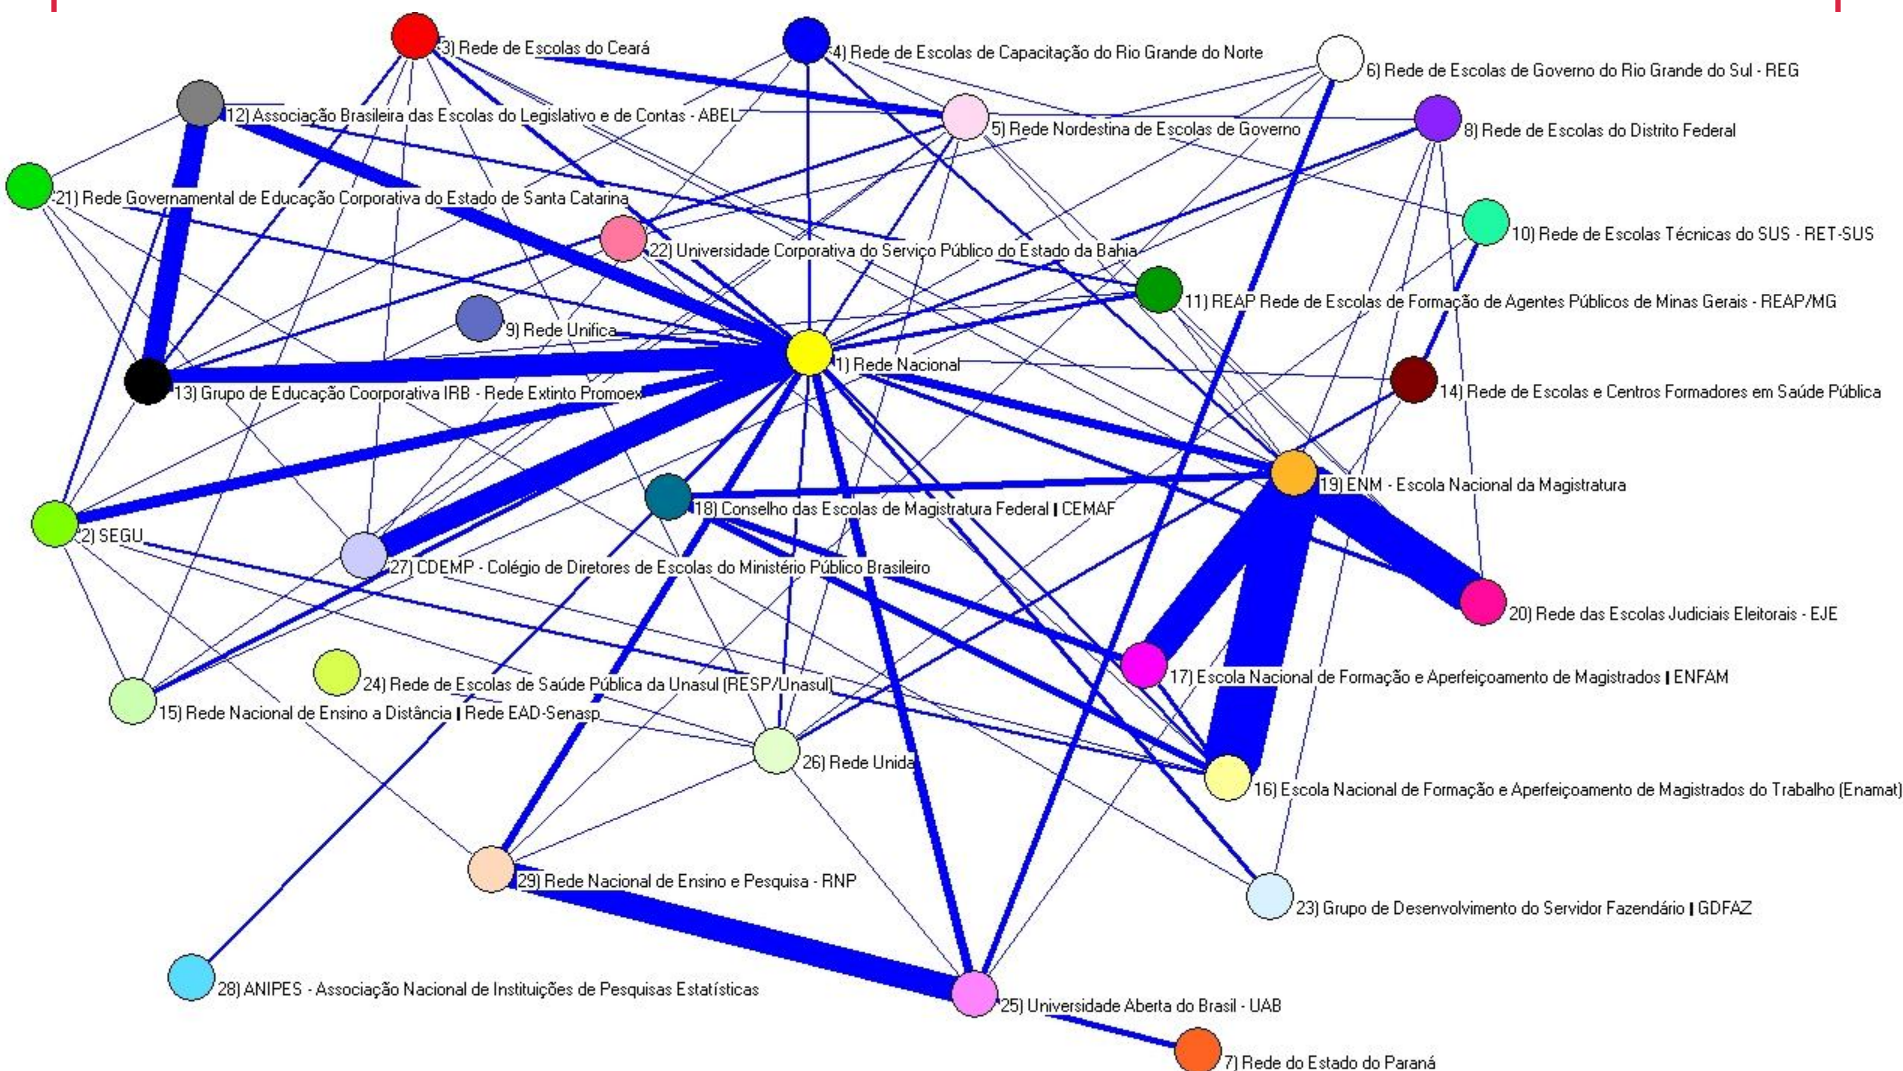 3) Rede de Escolas do Ceará
4) Rede de Escolas de Capacitação do Rio Grande do Norte
6) Rede de Escolas de Governo do Rio Grande do Sul - REG
12) Associação Brasileira das Escolas do Legislativo e de Contas - ABEL
5) Rede Nordestina de Escolas de Governo
8) Rede de Escolas do Distrito Federal
21) Rede Governamental de Educação Corporativa do Estado de Santa Catarina
22) Universidade Corporativa do Serviço Público do Estado da Bahia
10) Rede de Escolas Técnicas do SUS - RET-SUS
11) REAP Rede de Escolas de Formação de Agentes Públicos de Minas Gerais - REAP/MG
9) Rede Unifica
1) Rede Nacional
13) Grupo de Educação Coorporativa IRB - Rede Extinto Promoex
14) Rede de Escolas e Centros Formadores em Saúde Pública
19) ENM - Escola Nacional da Magistratura
18) Conselho das Escolas de Magistratura Federal | CEMAF
2) SEGU
27) CDEMP - Colégio de Diretores de Escolas do Ministério Público Brasileiro
20) Rede das Escolas Judiciais Eleitorais - EJE
17) Escola Nacional de Formação e Aperfeiçoamento de Magistrados | ENFAM
24) Rede de Escolas de Saúde Pública da Unasul (RESP/Unasul)
15) Rede Nacional de Ensino a Distância | Rede EAD-Senasp
26) Rede Unida
16) Escola Nacional de Formação e Aperfeiçoamento de Magistrados do Trabalho (Enamat)
29) Rede Nacional de Ensino e Pesquisa - RNP
23) Grupo de Desenvolvimento do Servidor Fazendário | GDFAZ
28) ANIPES - Associação Nacional de Instituições de Pesquisas Estatísticas
25) Universidade Aberta do Brasil - UAB
7) Rede do Estado do Paraná